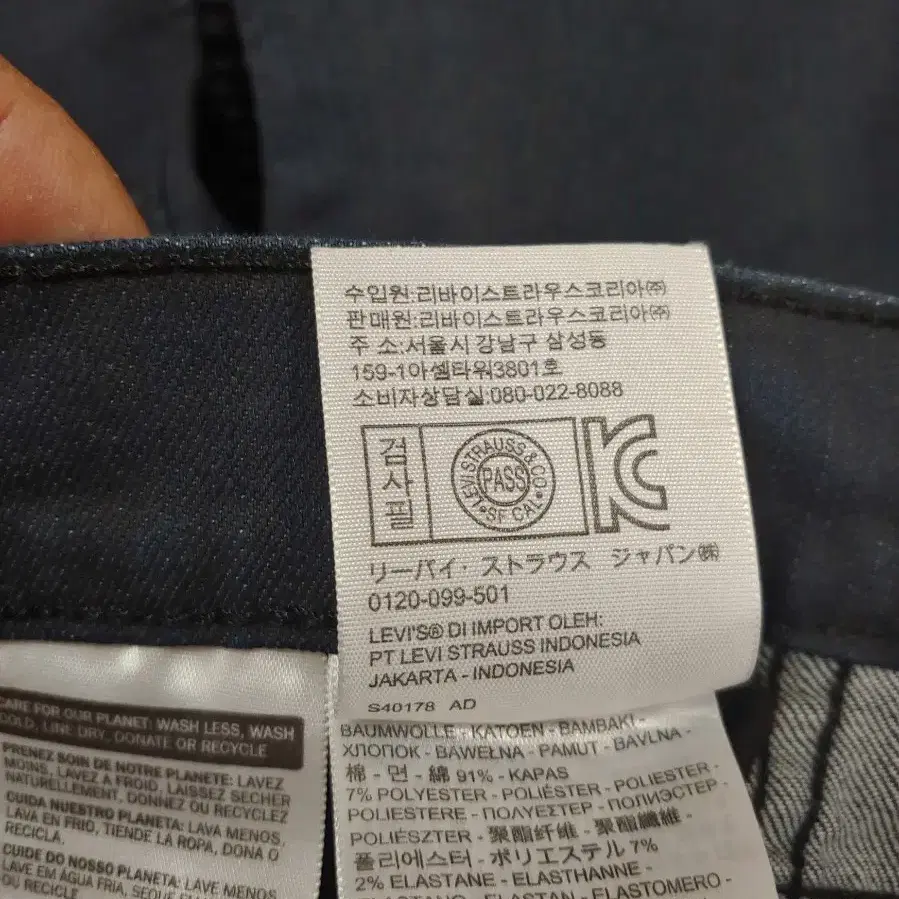 수입원:리바이스트라우스코리아㈜
판매원:리바이스트라우스코리아㈜
주 소:서울시 강남구 삼성동
159-1아셈타워3801호
소비자상담실:080-022-8088
검사필
LEVI STRAUSS & CO
PASS
SF CAL
KC
リーバイ・ストラウス ジャパン㈱
0120-099-501
LEVI'S® DI IMPORT OLEH:
PT LEVI STRAUSS INDONESIA
JAKARTA - INDONESIA
S40178 AD
BAUMWOLLE - KATOEN - BAMBAKI -
ХЛОПОК - BAWEŁNA - PAMUT - BAVLNA -
棉 - 면 - 綿 91% - KAPAS
7% POLYESTER - POLIÉSTER - POLIESTER -
POLIESTERE - ПОЛУЕΣТЕР - ПОЛИЭСТЕР -
POLIÉSZTER - 聚酯纤维 - 聚酯纖維 -
폴리에스터 - ポリエステル 7%
2% ELASTANE - ELASTHANNE -
ELASTAN - ELASTAAN - ELASTANO - ELASTAMERO -
CARE FOR OUR PLANET: WASH LESS, WASH
COLD, LINE DRY, DONATE OR RECYCLE
PRENEZ SOIN DE NOTRE PLANETE: LAVEZ
MOINS, LAVEZ À FROID, LAISSEZ SECHER
NATURELLEMENT, DONNEZ OU RECYCLEZ
CUIDA NUESTRO PLANETA: LAVA MENOS,
LAVA EN FRIO, TIENDE LA ROPA, DONA O
RECICLA.
CUIDE DO NOSSO PLANETA: LAVE MENOS,
LAVE EM ÁGUA FRIA, SEQUE